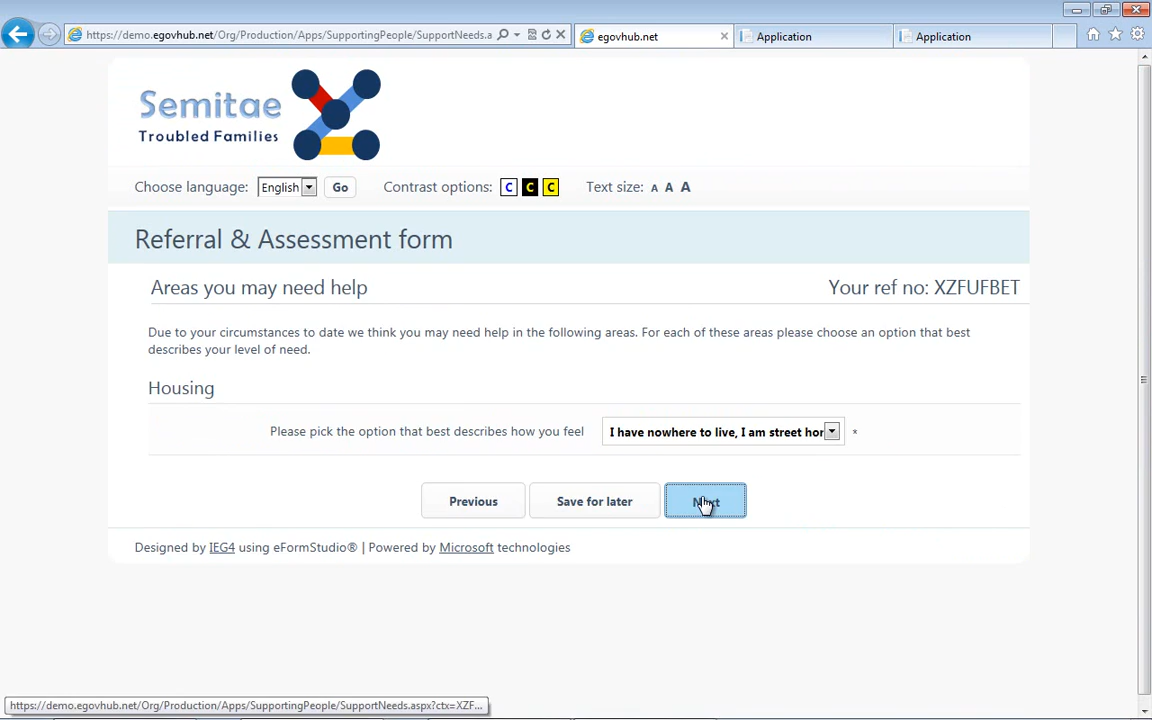 https://demo.egovhub.net/Org/Production/Apps/SupportingPeople/SupportNeeds.a
egovhub.net
Application
Application
Semitae
Troubled Families
Choose language: English Go Contrast options: C C C Text size: A A A
Referral & Assessment form
Areas you may need help Your ref no: XZFUFBET
Due to your circumstances to date we think you may need help in the following areas. For each of these areas please choose an option that best
describes your level of need.
Housing
Please pick the option that best describes how you feel I have nowhere to live, I am street hor *
Previous Save for later Next
Designed by IEG4 using eFormStudio® | Powered by Microsoft technologies
https://demo.egovhub.net/Org/Production/Apps/SupportingPeople/SupportNeeds.aspx?ctx=XZF...